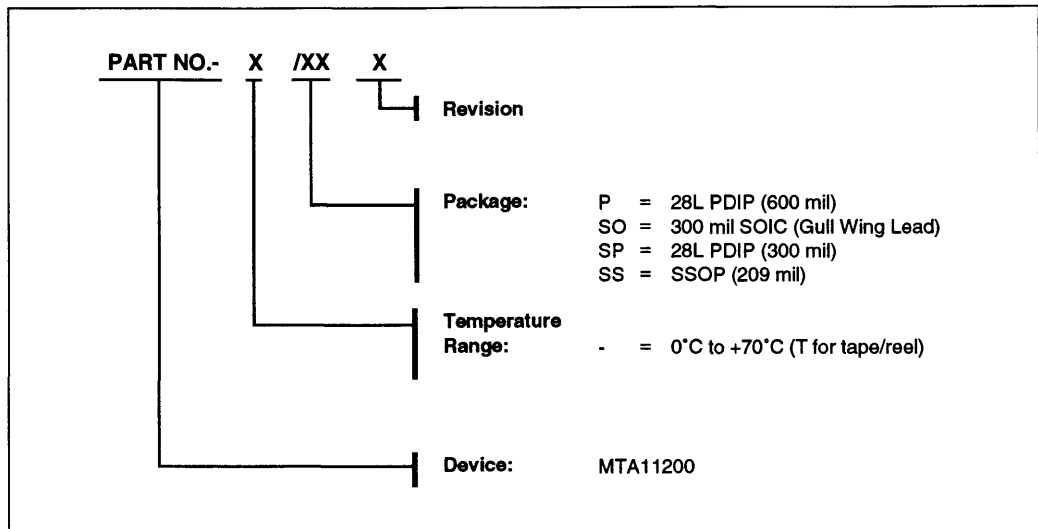 PART NO.- X /XX X
Revision
Package: P = 28L PDIP (600 mil)
SO = 300 mil SOIC (Gull Wing Lead)
SP = 28L PDIP (300 mil)
SS = SSOP (209 mil)
Temperature
Range: - = 0°C to +70°C (T for tape/reel)
Device: MTA11200